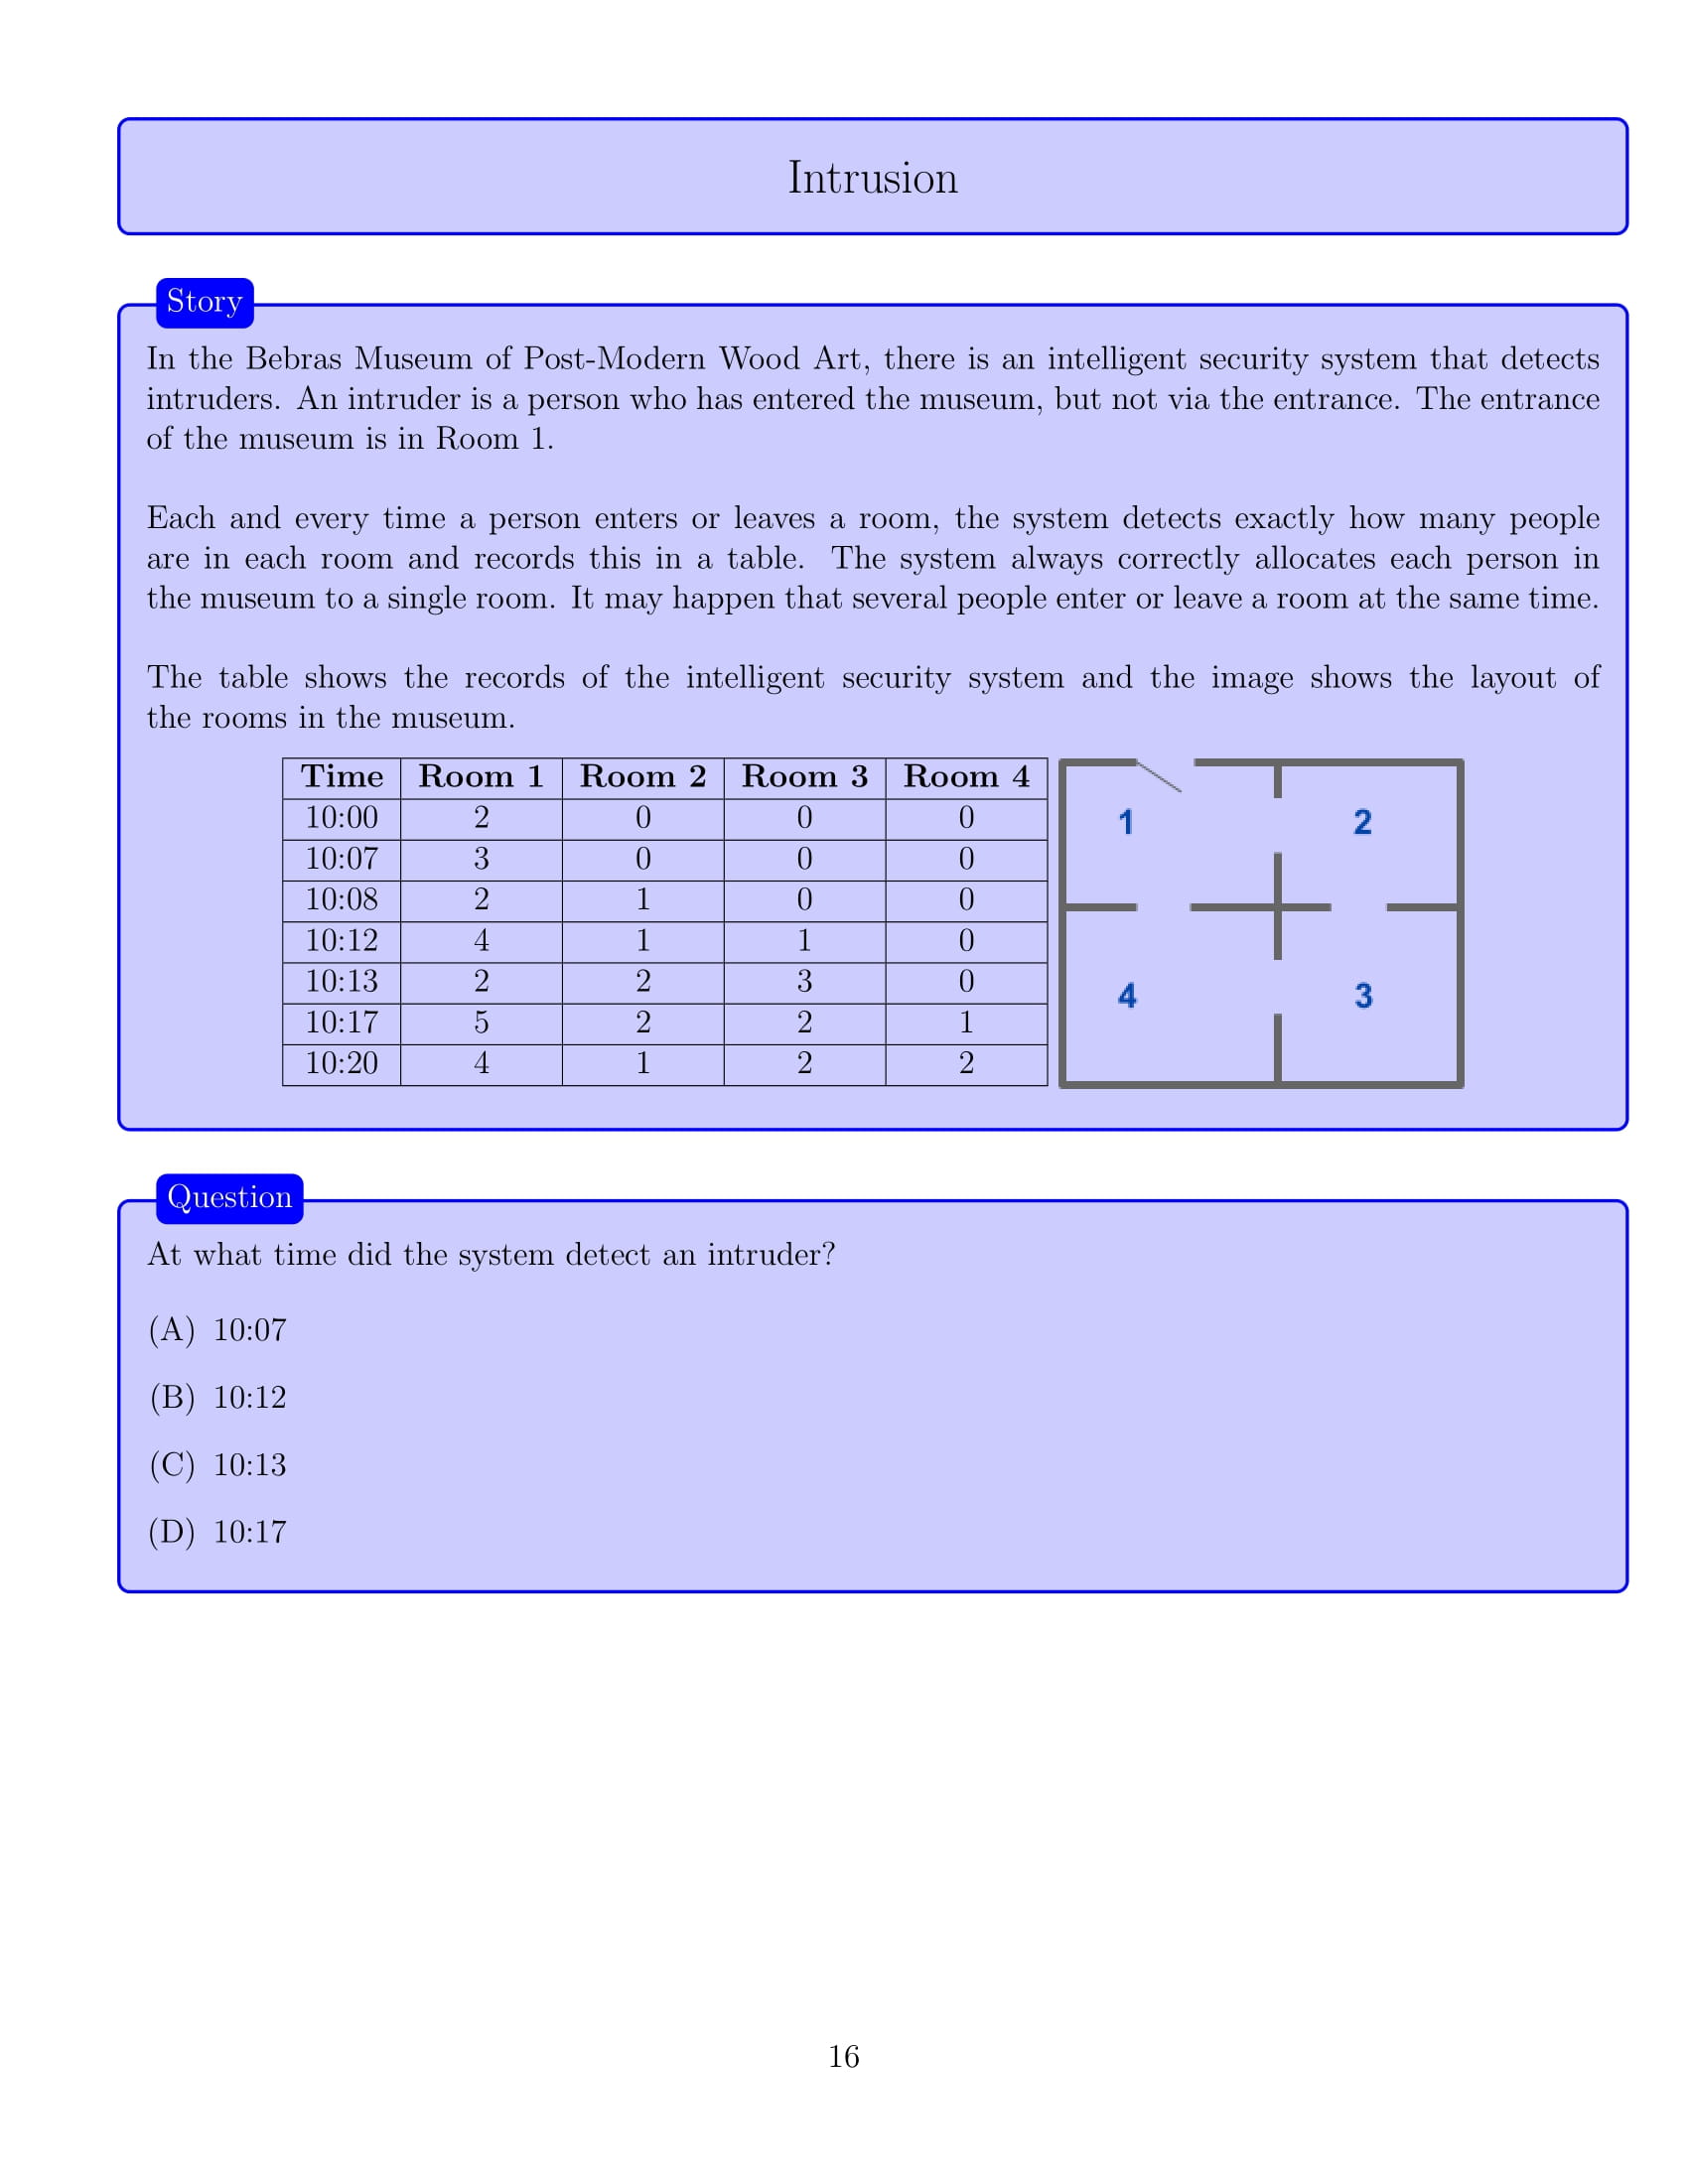 Intrusion
Story
In the Bebras Museum of Post-Modern Wood Art, there is an intelligent security system that detects
intruders. An intruder is a person who has entered the museum, but not via the entrance. The entrance
of the museum is in Room 1.
Each and every time a person enters or leaves a room, the system detects exactly how many people
are in each room and records this in a table. The system always correctly allocates each person in
the museum to a single room. It may happen that several people enter or leave a room at the same time.
The table shows the records of the intelligent security system and the image shows the layout of
the rooms in the museum.
Time Room 1 Room 2 Room 3 Room 4
10:00 2 0 0 0
10:07 3 0 0 0
10:08 2 1 0 0
10:12 4 1 1 0
10:13 2 2 3 0
10:17 5 2 2 1
10:20 4 1 2 2
1 2
4 3
Question
At what time did the system detect an intruder?
(A) 10:07
(B) 10:12
(C) 10:13
(D) 10:17
16